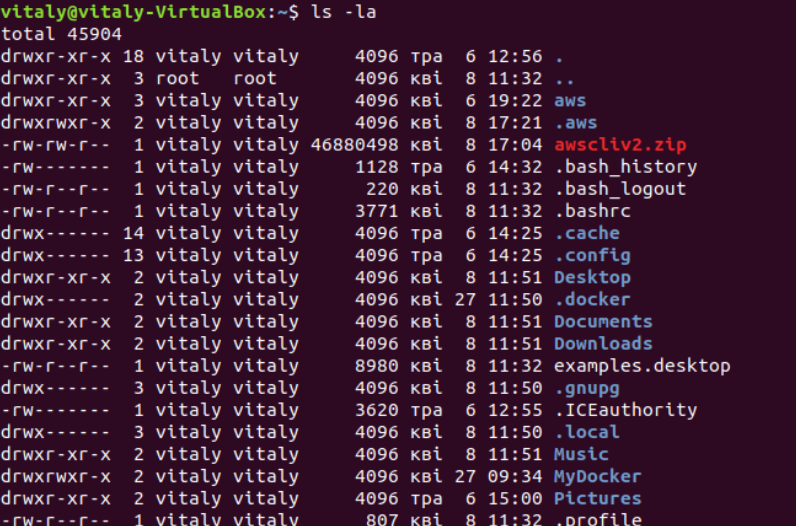 vitaly@vitaly-VirtualBox:~$ ls -la
total 45904
drwxr-xr-x 18 vitaly vitaly     4096 тра  6 12:56 .
drwxr-xr-x  3 root   root       4096 кві  8 11:32 ..
drwxr-xr-x  3 vitaly vitaly     4096 кві  6 19:22 aws
drwxrwxr-x  2 vitaly vitaly     4096 кві  8 17:21 .aws
-rw-rw-r--  1 vitaly vitaly 46880498 кві  8 17:04 awscliv2.zip
-rw-------  1 vitaly vitaly     1128 тра  6 14:32 .bash_history
-rw-r--r--  1 vitaly vitaly      220 кві  8 11:32 .bash_logout
-rw-r--r--  1 vitaly vitaly     3771 кві  8 11:32 .bashrc
drwx------ 14 vitaly vitaly     4096 тра  6 14:25 .cache
drwx------ 13 vitaly vitaly     4096 тра  6 14:25 .config
drwxr-xr-x  2 vitaly vitaly     4096 кві  8 11:51 Desktop
drwx------  2 vitaly vitaly     4096 кві 27 11:50 .docker
drwxr-xr-x  2 vitaly vitaly     4096 кві  8 11:51 Documents
drwxr-xr-x  2 vitaly vitaly     4096 кві  8 11:51 Downloads
-rw-r--r--  1 vitaly vitaly     8980 кві  8 11:32 examples.desktop
drwx------  3 vitaly vitaly     4096 кві  8 11:50 .gnupg
-rw-------  1 vitaly vitaly     3620 тра  6 12:55 .ICEauthority
drwx------  3 vitaly vitaly     4096 кві  8 11:50 .local
drwxr-xr-x  2 vitaly vitaly     4096 кві  8 11:51 Music
drwxrwxr-x  2 vitaly vitaly     4096 кві 27 09:34 MyDocker
drwxr-xr-x  2 vitaly vitaly     4096 тра  6 15:00 Pictures
-rw-r--r--  1 vitaly vitaly      807 кві  8 11:32 .profile